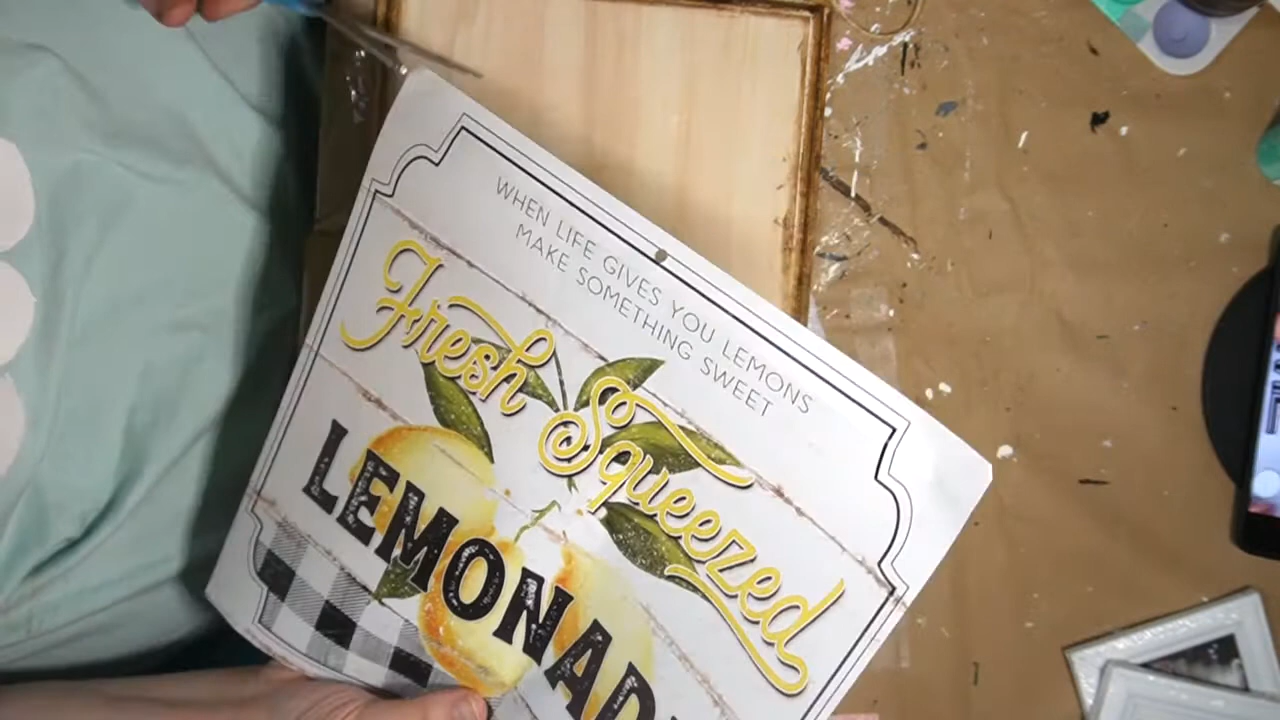 WHEN LIFE GIVES YOU LEMONS
MAKE SOMETHING SWEET
Fresh Squeezed
LEMONAD